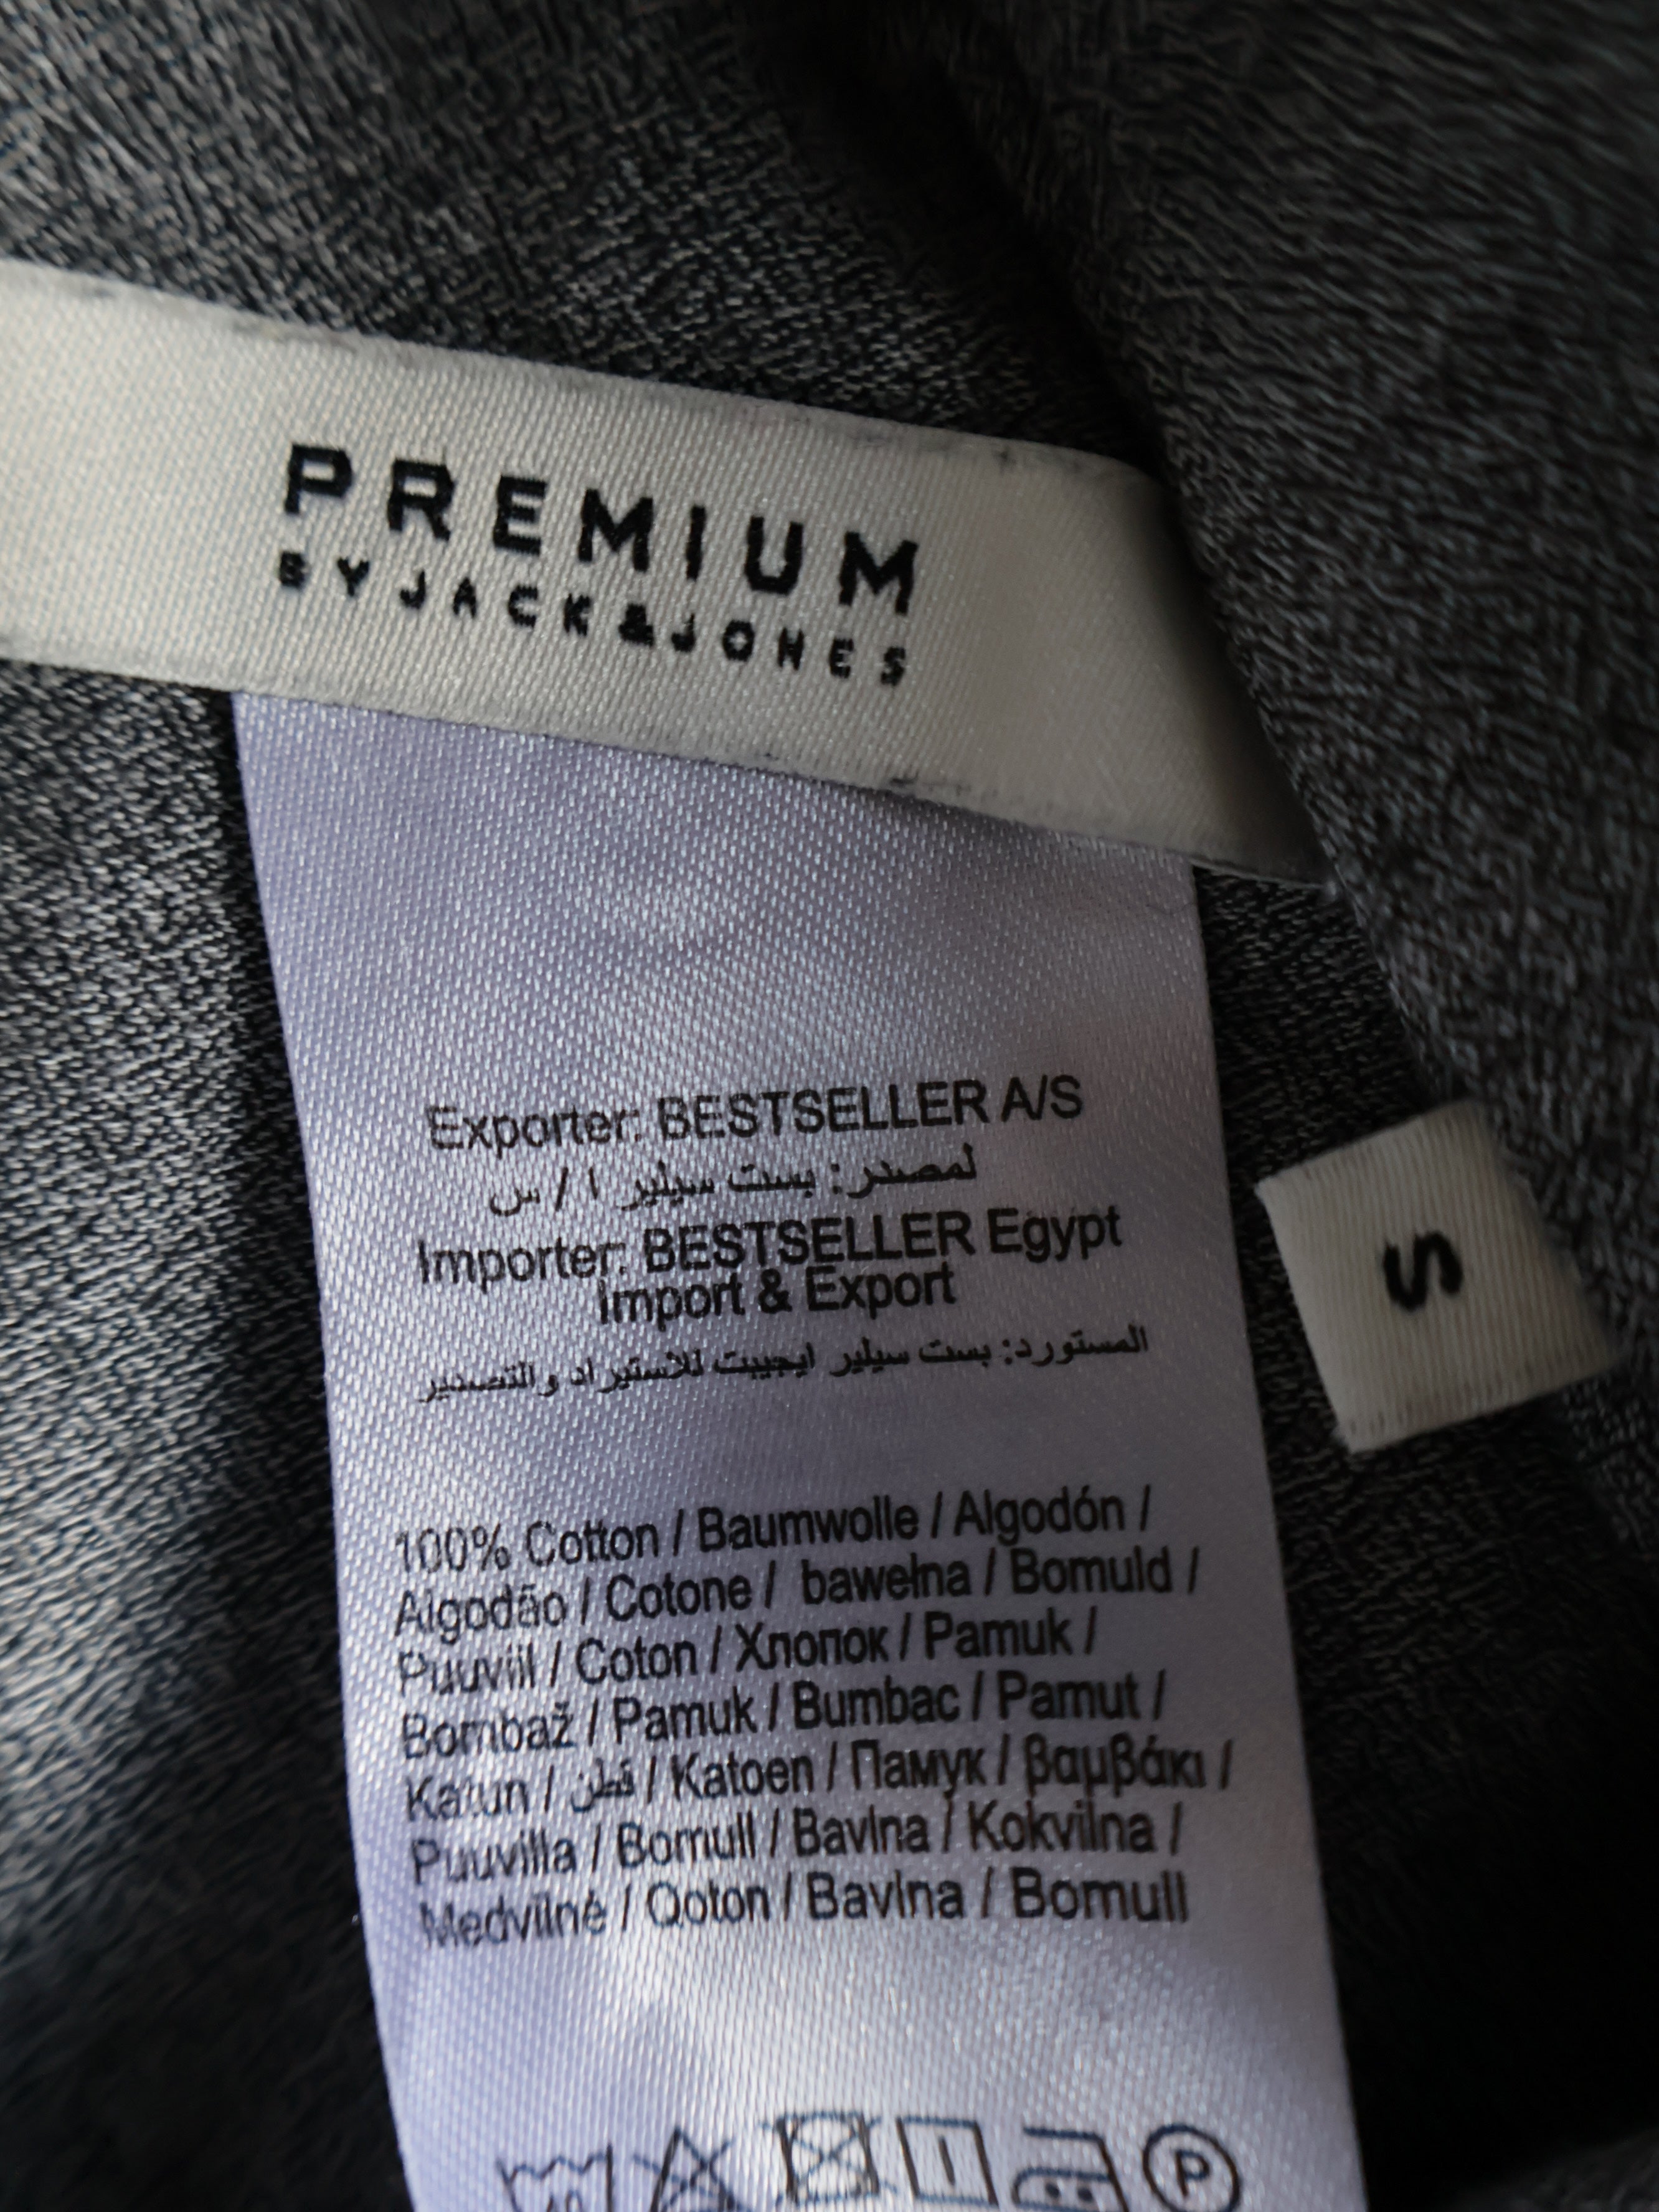 PREMIUM
BY JACK&JONES
Exporter: BESTSELLER A/S
لمصدر: بست سيلير ا / س
Importer: BESTSELLER Egypt
Import & Export
المستورد: بست سيلير ايجيبت للاستيراد والتصدير
S
100% Cotton / Baumwolle / Algodón /
Algodão / Cotone / bawełna / Bomuld /
Puuvill / Coton / Хлопок / Pamuk /
Bombaž / Pamuk / Bumbac / Pamut /
Katun / قطن / Katoen / Памук / βαμβάκι /
Puuvilla / Bomull / Bavlna / Kokvilna /
Medvilnė / Qoton / Bavlna / Bomull
P